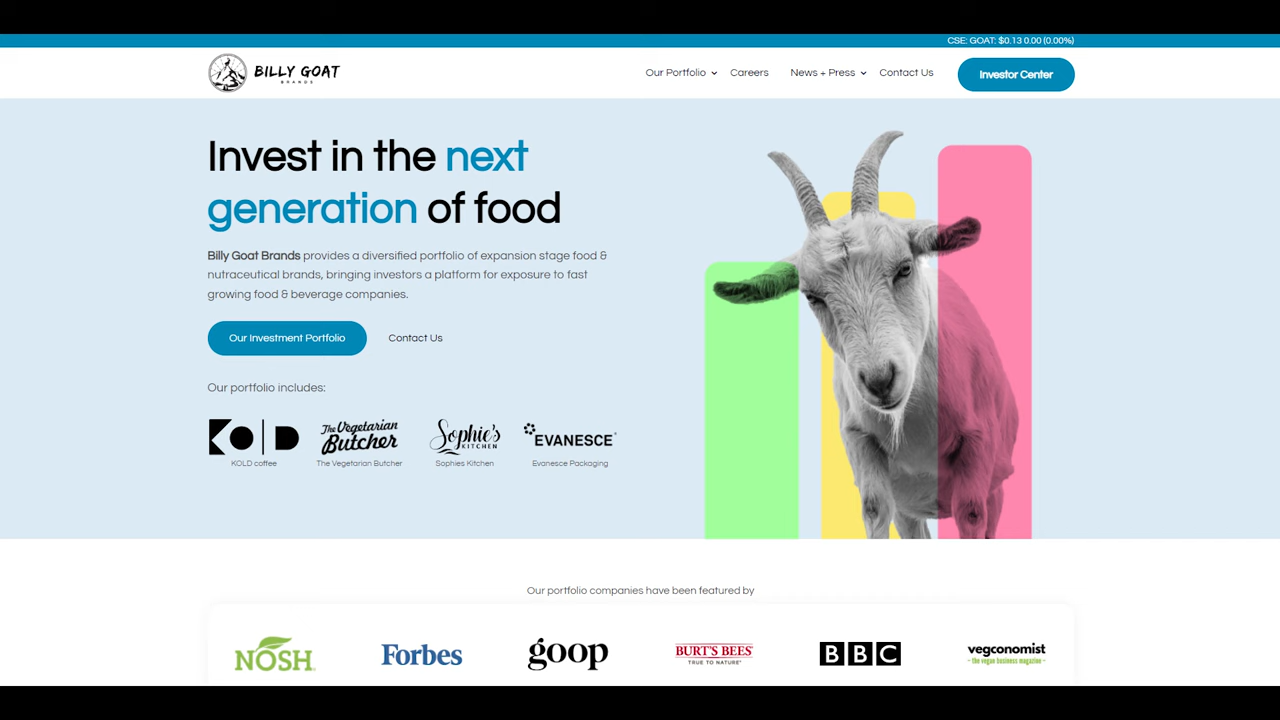 CSE: GOAT: $0.13 0.00 (0.00%)
BILLY GOAT
BRANDS
Our Portfolio
Careers
News + Press
Contact Us
Investor Center
Invest in the next
generation of food
Billy Goat Brands provides a diversified portfolio of expansion stage food &
nutraceutical brands, bringing investors a platform for exposure to fast
growing food & beverage companies.
Our Investment Portfolio
Contact Us
Our portfolio includes:
KOLD
The Vegetarian
Butcher
Sophie's
KITCHEN
EVANESCE
KOLD coffee
The Vegetarian Butcher
Sophies Kitchen
Evanesce Packaging
Our portfolio companies have been featured by
NOSH
Forbes
goop
BURT'S BEES
TRUE TO NATURE®
BBC
vegconomist
– the vegan business magazine –